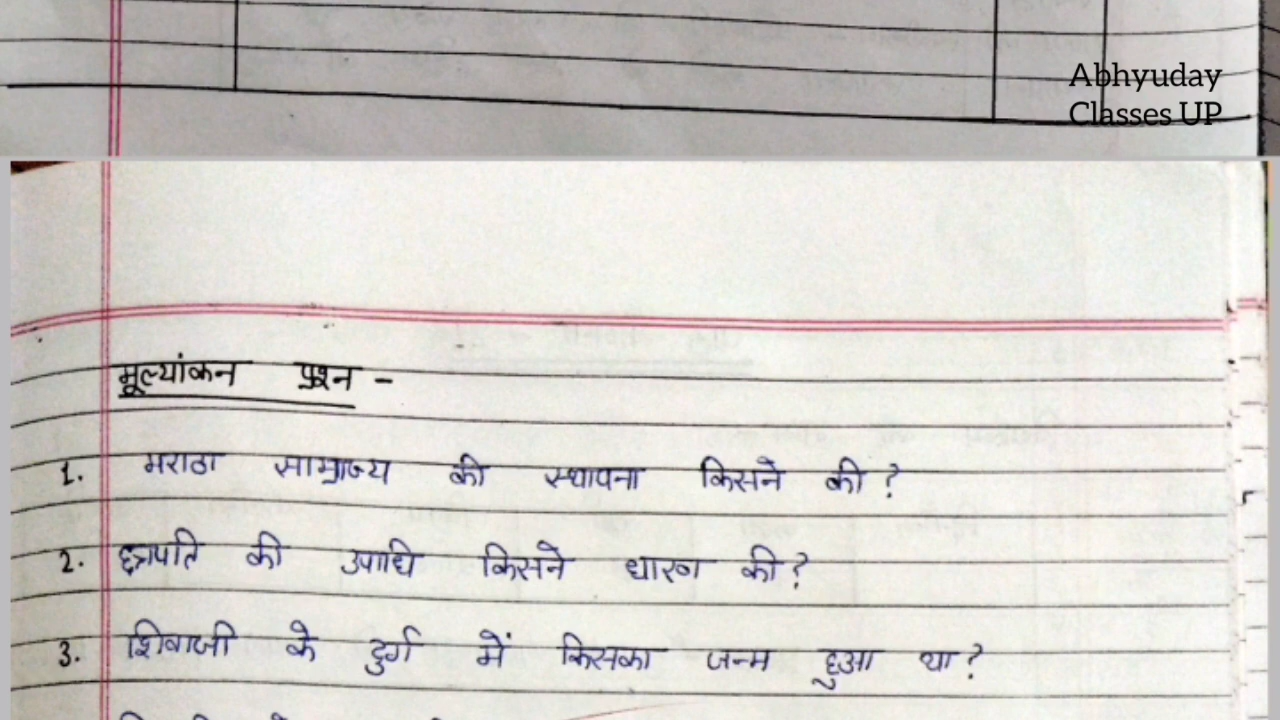 Abhyuday
Classes UP
मूल्यांकन प्रश्न -
1. मराठा साम्राज्य की स्थापना किसने की ?
2. छत्रपति की उपाधि किसने धारण की ?
3. शिवाजी के दुर्ग में किसका जन्म हुआ था ?